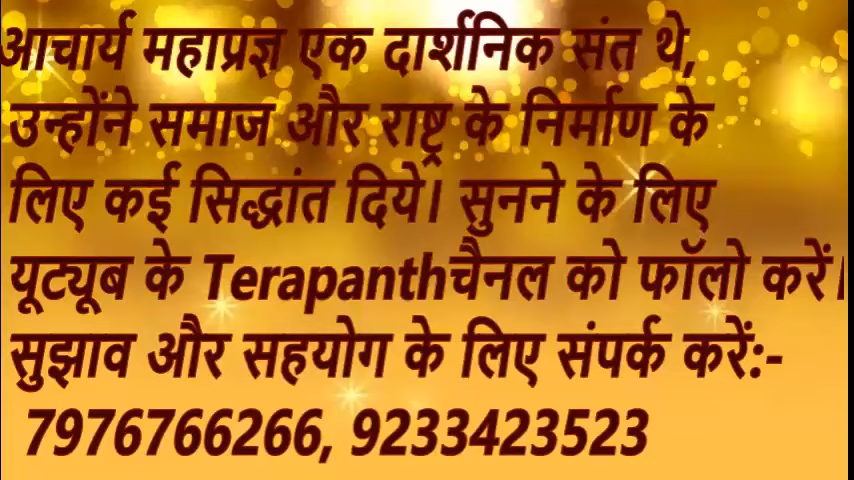 आचार्य महाप्रज्ञ एक दार्शनिक संत थे,
उन्होंने समाज और राष्ट्र के निर्माण के
लिए कई सिद्धांत दिये। सुनने के लिए
यूट्यूब के Terapanthचैनल को फॉलो करें।
सुझाव और सहयोग के लिए संपर्क करें:-
7976766266, 9233423523